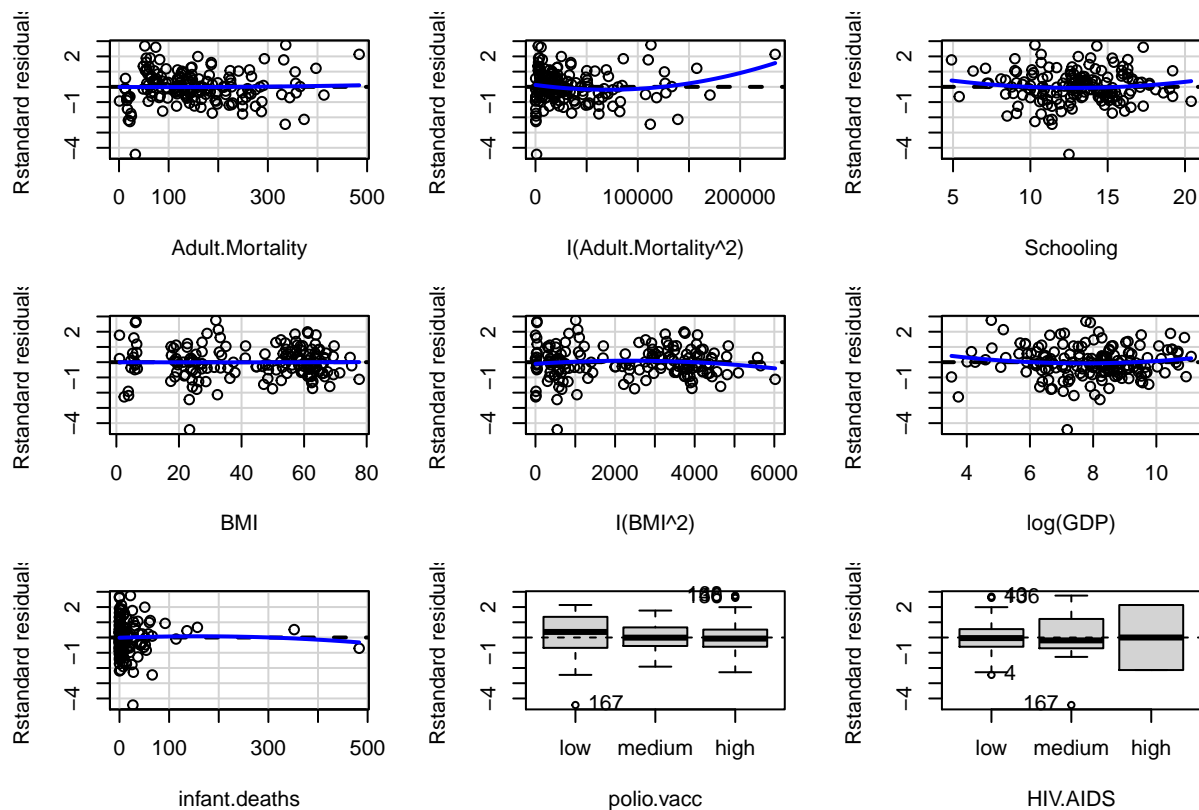 Rstandard residuals
2
−1
−4
0 100 300 500
Adult.Mortality
Rstandard residuals
2
−1
−4
0 100000 200000
I(Adult.Mortality^2)
Rstandard residuals
2
−1
−4
5 10 15 20
Schooling
Rstandard residuals
2
−1
−4
0 20 40 60 80
BMI
Rstandard residuals
2
−1
−4
0 1000 3000 6000
I(BMI^2)
Rstandard residuals
2
−1
−4
4 6 8 10
log(GDP)
Rstandard residuals
2
−1
−4
0 100 300 500
infant.deaths
Rstandard residuals
2
−1
−4
167
low medium high
polio.vacc
Rstandard residuals
2
−1
−4
4
167
low medium high
HIV.AIDS